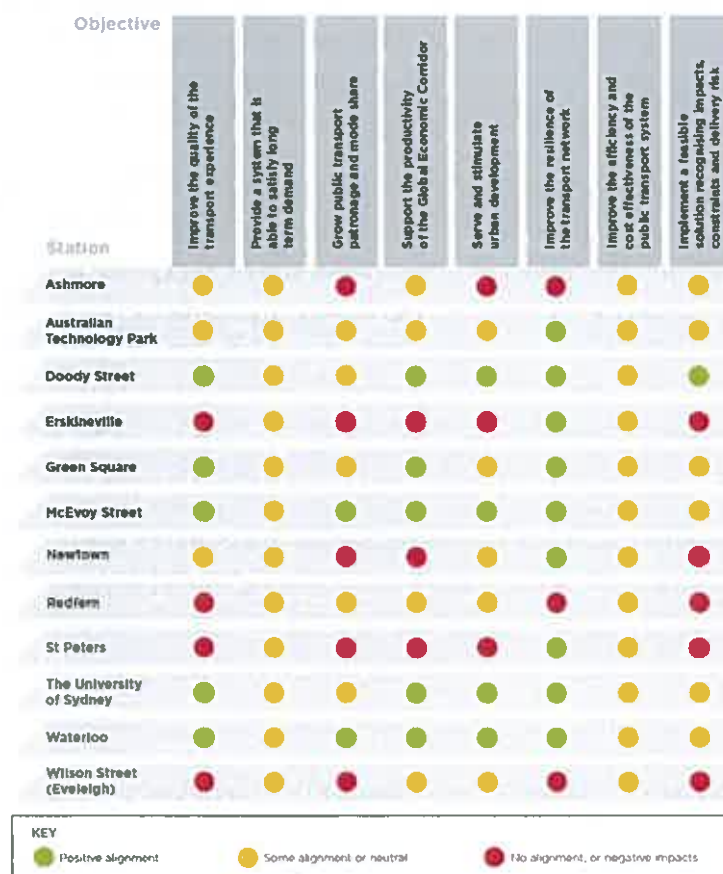 Objective
Improve the quality of the
transport experience
Provide a system that is
able to satisfy long
term demand
Grow public transport
patronage and mode share
Support the productivity
of the Global Economic Corridor
Serve and stimulate
urban development
Improve the resilience of
the transport network
Improve the efficiency and
cost effectiveness of the
public transport system
Implement a feasible
solution recognising impacts,
constraints and delivery risk
Station
Ashmore
Australian
Technology Park
Doody Street
Erskineville
Green Square
McEvoy Street
Newtown
Redfern
St Peters
The University
of Sydney
Waterloo
Wilson Street
(Eveleigh)
KEY
Positive alignment
Some alignment or neutral
No alignment, or negative impacts